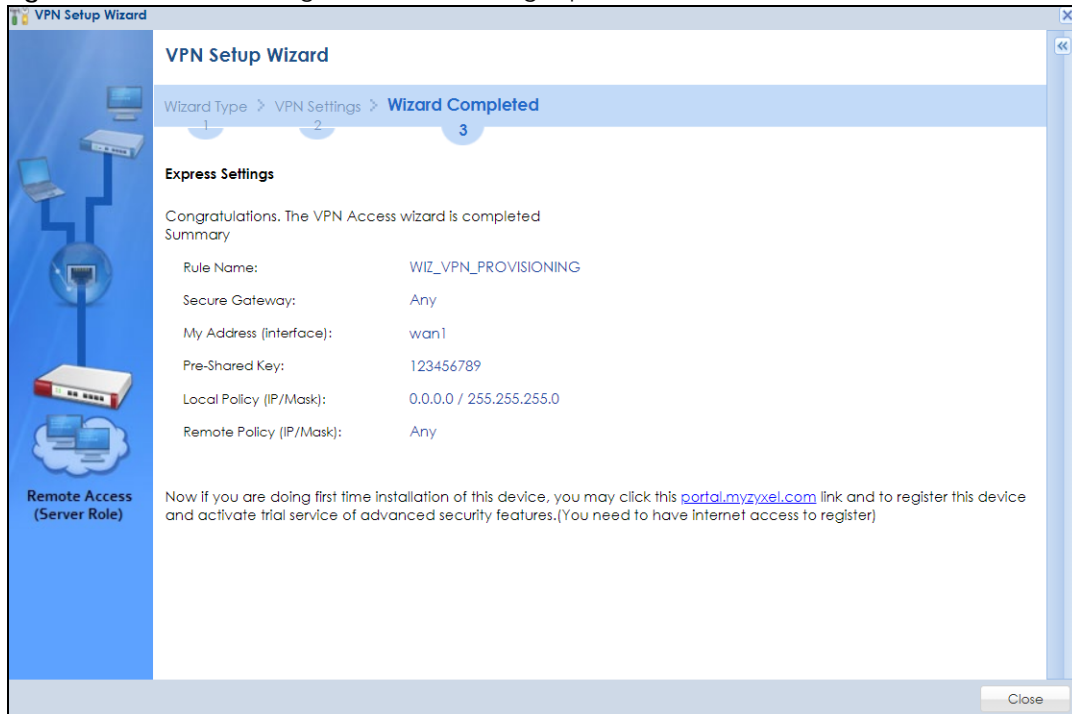 VPN Setup Wizard
VPN Setup Wizard
Wizard Type > VPN Settings > Wizard Completed
1 2 3
Express Settings
Congratulations. The VPN Access wizard is completed
Summary
Rule Name: WIZ_VPN_PROVISIONING
Secure Gateway: Any
My Address (interface): wan1
Pre-Shared Key: 123456789
Local Policy (IP/Mask): 0.0.0.0 / 255.255.255.0
Remote Policy (IP/Mask): Any
Remote Access
(Server Role)
Now if you are doing first time installation of this device, you may click this portal.myzyxel.com link and to register this device
and activate trial service of advanced security features.(You need to have internet access to register)
Close